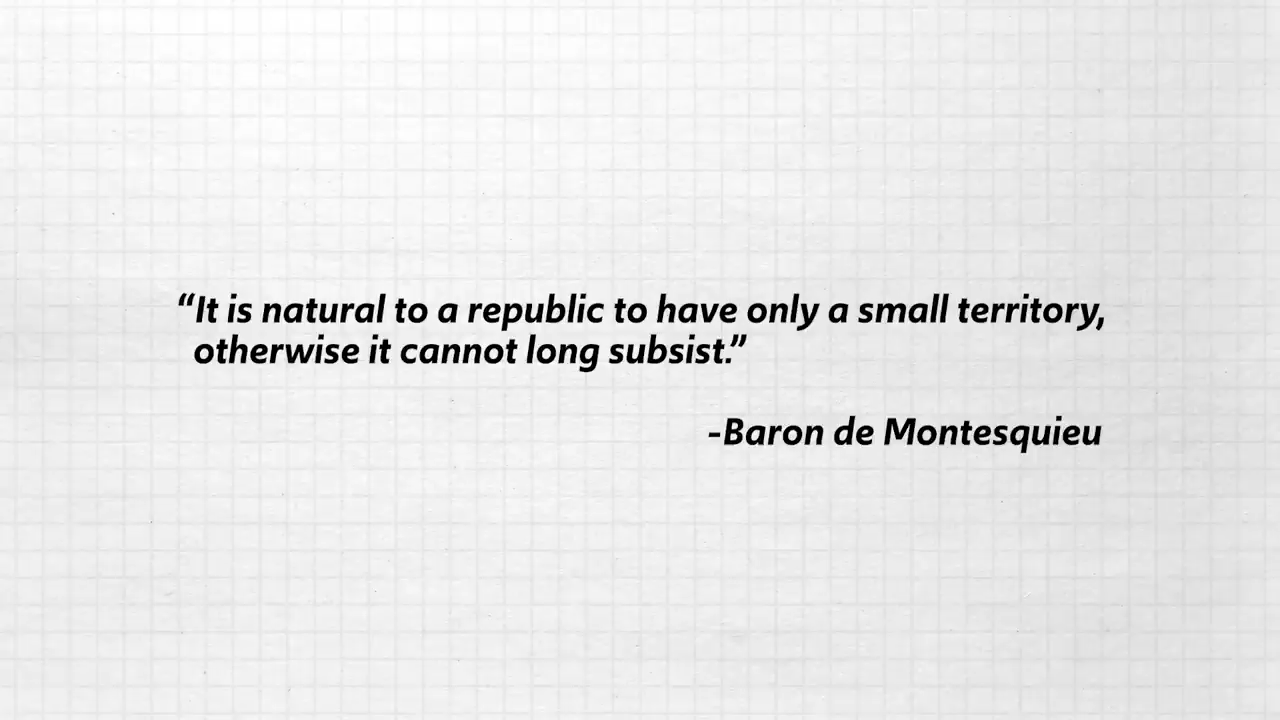 “It is natural to a republic to have only a small territory,
otherwise it cannot long subsist.”
-Baron de Montesquieu